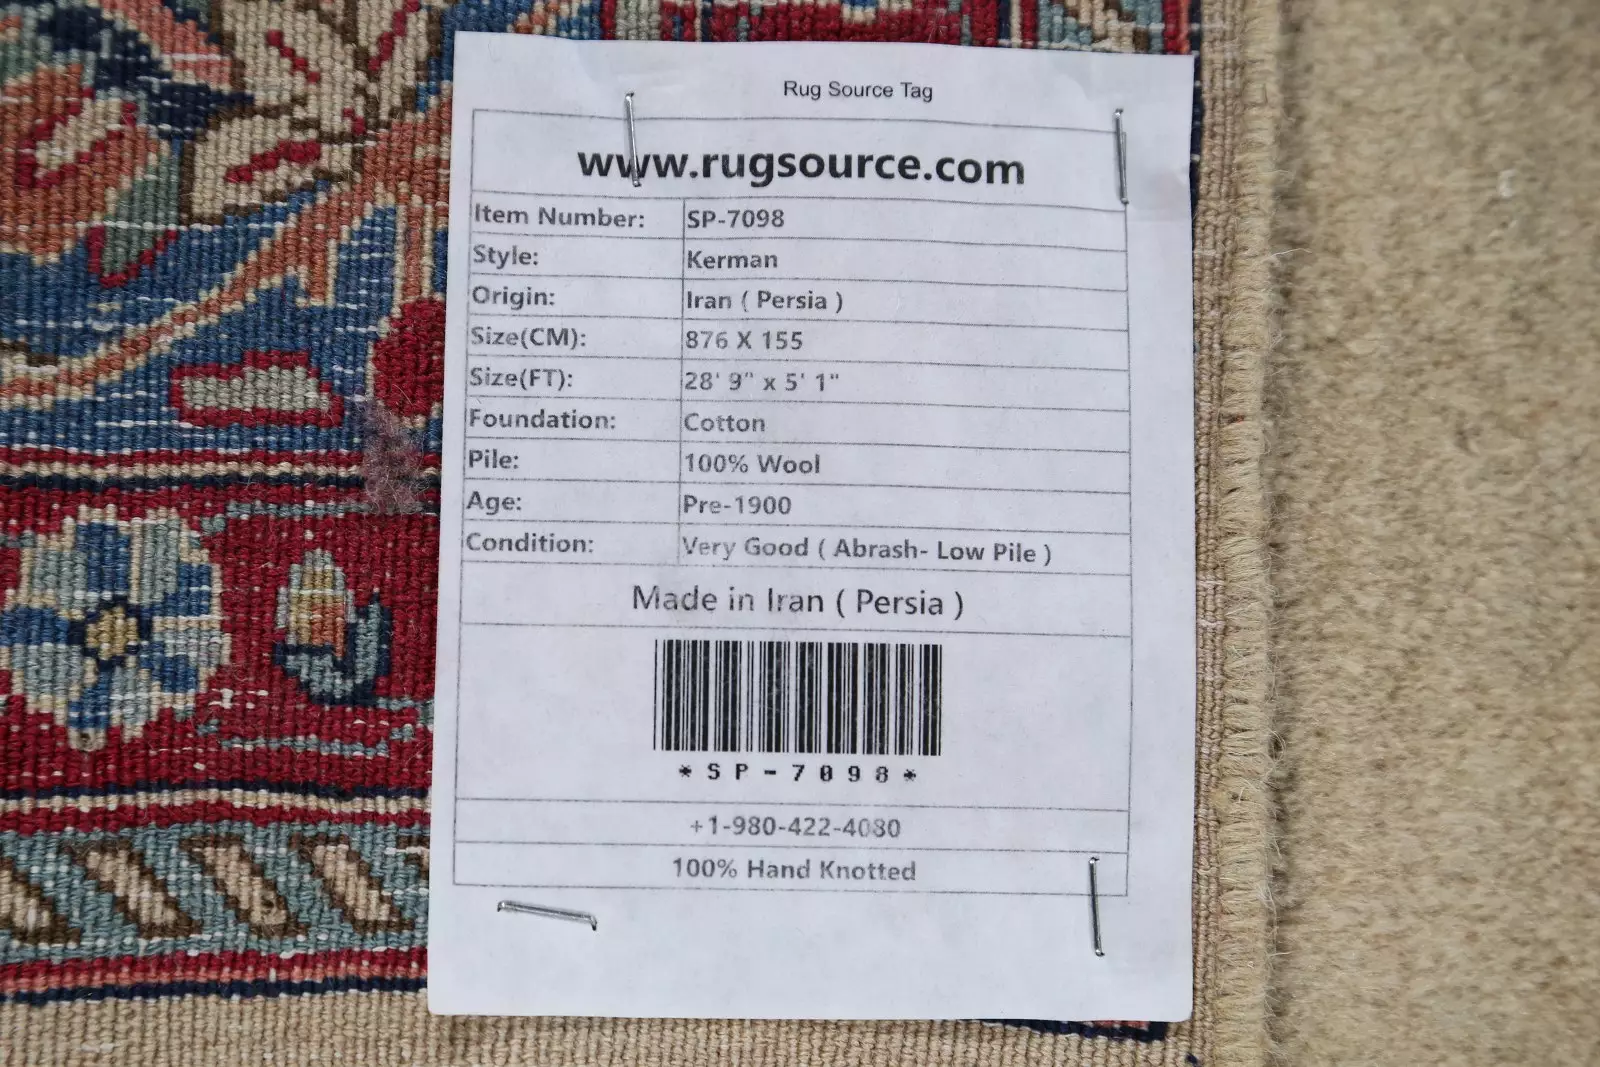 Rug Source Tag
www.rugsource.com
Item Number: SP-7098
Style: Kerman
Origin: Iran ( Persia )
Size(CM): 876 X 155
Size(FT): 28' 9" x 5' 1"
Foundation: Cotton
Pile: 100% Wool
Age: Pre-1900
Condition: Very Good ( Abrash- Low Pile )
Made in Iran ( Persia )
*SP-7098*
+1-980-422-4080
100% Hand Knotted